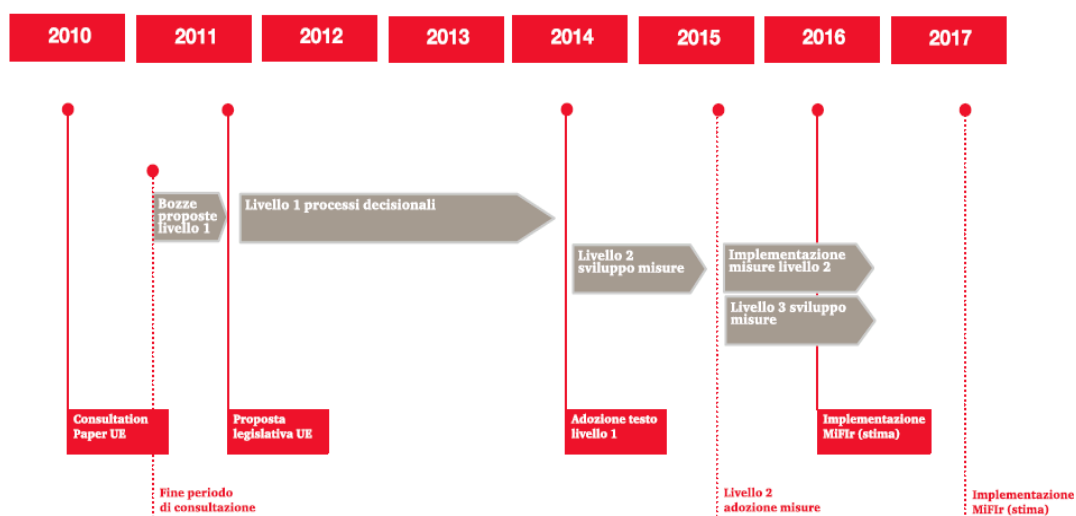 2010
2011
2012
2013
2014
2015
2016
2017
Bozze
proposte
livello 1
Livello 1 processi decisionali
Livello 2
sviluppo misure
Implementazione
misure livello 2
Livello 3 sviluppo
misure
Consultation
Paper UE
Proposta
legislativa UE
Adozione testo
livello 1
Implementazione
MiFIr (stima)
Fine periodo
di consultazione
Livello 2
adozione misure
Implementazione
MiFIr (stima)